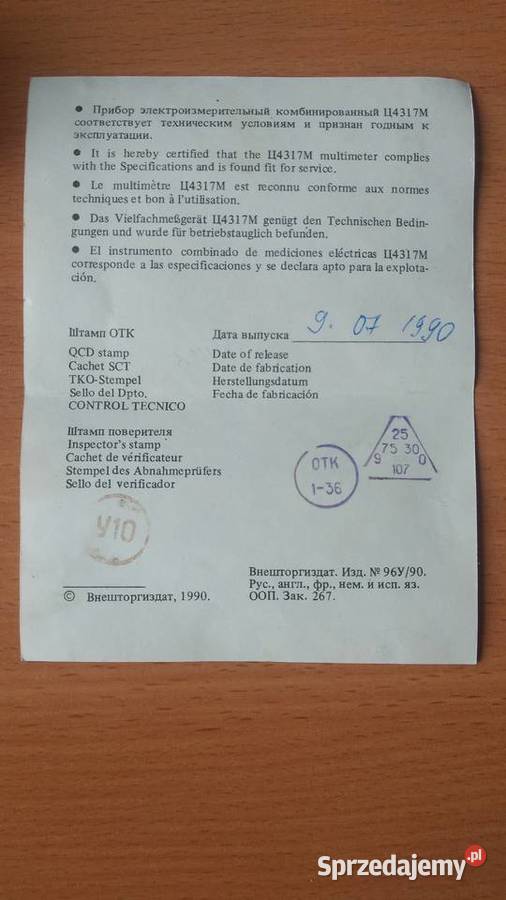 ● Прибор электроизмерительный комбинированный Ц4317М
соответствует техническим условиям и признан годным к
эксплуатации.
● It is hereby certified that the Ц4317М multimeter complies
with the Specifications and is found fit for service.
● Le multimètre Ц4317М est reconnu conforme aux normes
techniques et bon à l'utilisation.
● Das Vielfachmeßgerät Ц4317М genügt den Technischen Bedin-
gungen und wurde für betriebstauglich befunden.
● El instrumento combinado de mediciones eléctricas Ц4317М
corresponde a las especificaciones y se declara apto para la explota-
ción.
Штамп ОТК Дата выпуска 9. 07 1990
QCD stamp Date of release
Cachet SCT Date de fabrication
TKO-Stempel Herstellungsdatum
Sello del Dpto. Fecha de fabricación
CONTROL TECNICO
Штамп поверителя
Inspector's stamp
Cachet de vérificateur
Stempel des Abnahmeprüfers
Sello del verificador
ОТК
1-36
25
75 30
9 0
107
У10
Внешторгиздат. Изд. № 96У/90.
Рус., англ., фр., нем. и исп. яз.
ООП. Зак. 267.
© Внешторгиздат, 1990.
Sprzedajemy.pl